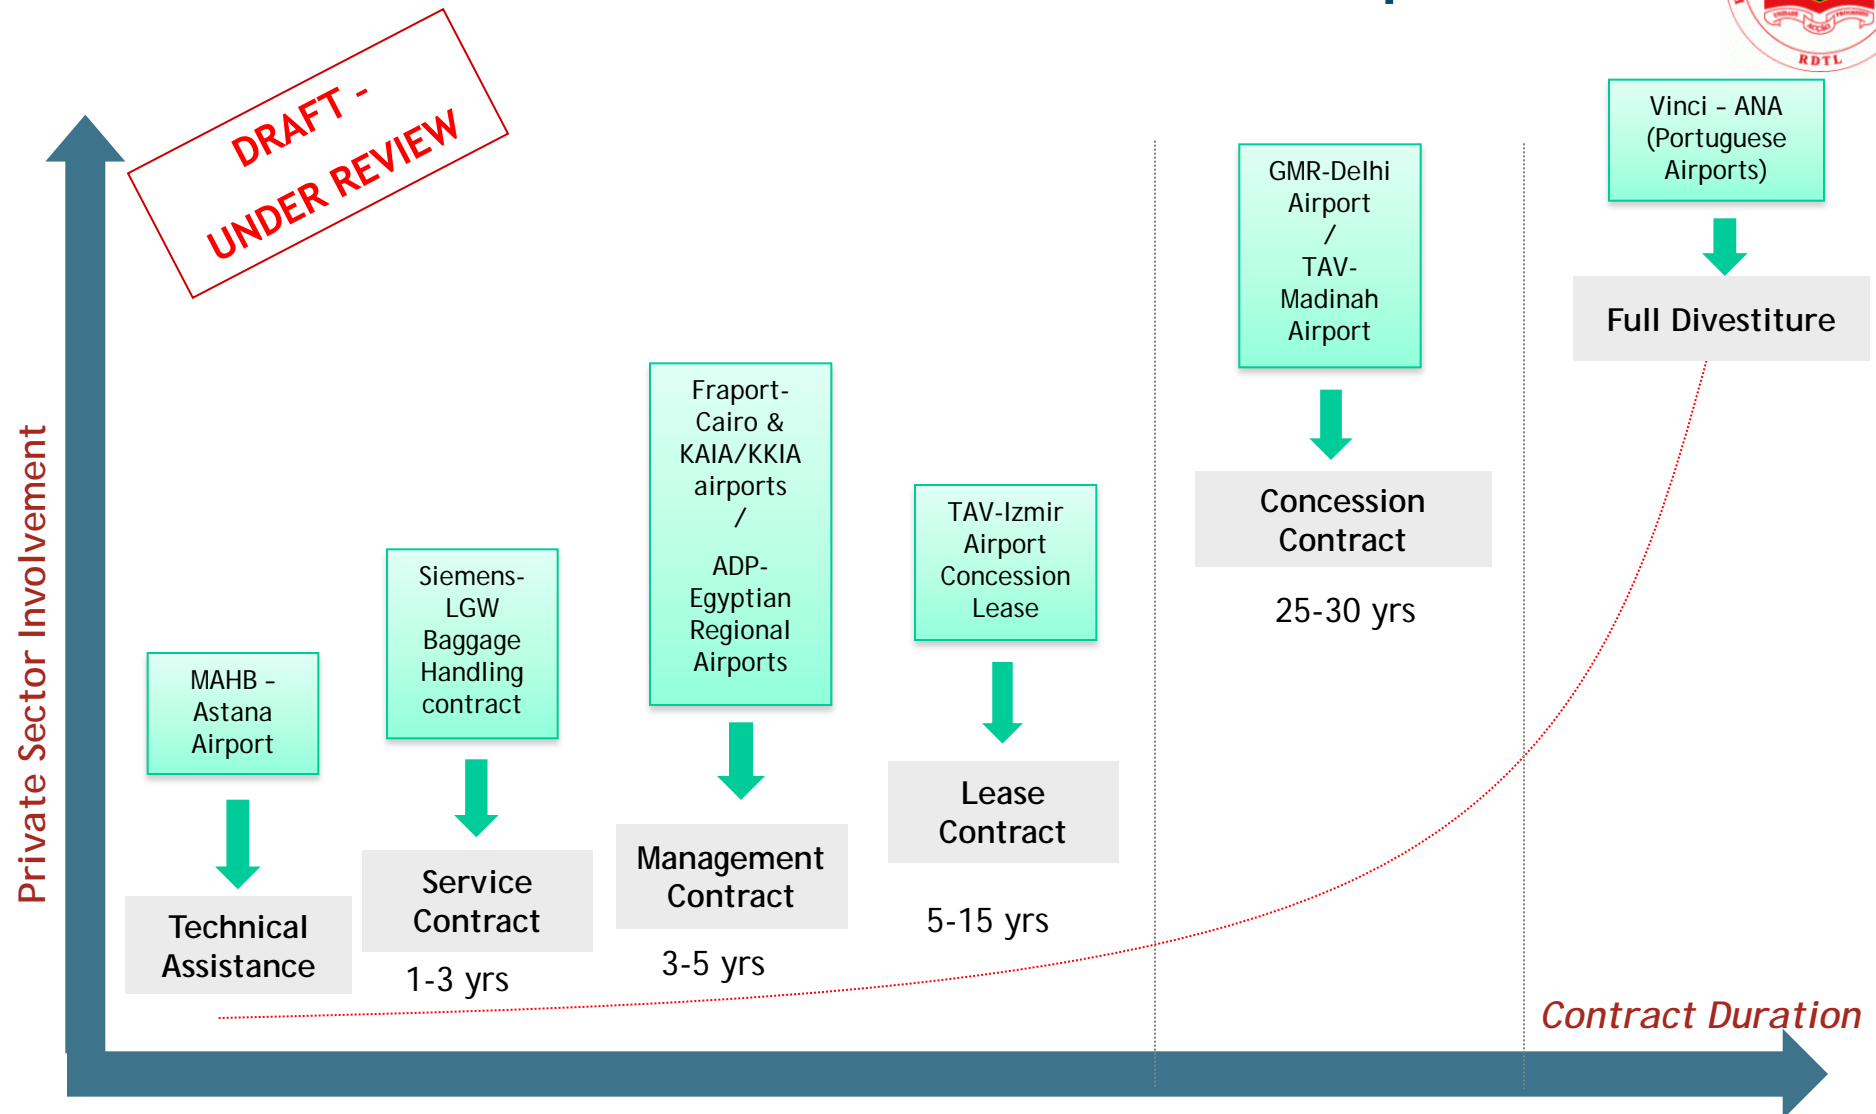 UNIDADE
ACÇÃO
PROGRESSO
RDTL
DRAFT -
UNDER REVIEW
Private Sector Involvement
MAHB –
Astana
Airport
Technical
Assistance
Siemens-
LGW
Baggage
Handling
contract
Service
Contract
1-3 yrs
Fraport-
Cairo &
KAIA/KKIA
airports
/
ADP-
Egyptian
Regional
Airports
Management
Contract
3-5 yrs
TAV-Izmir
Airport
Concession
Lease
Lease
Contract
5-15 yrs
GMR-Delhi
Airport
/
TAV-
Madinah
Airport
Concession
Contract
25-30 yrs
Vinci – ANA
(Portuguese
Airports)
Full Divestiture
Contract Duration